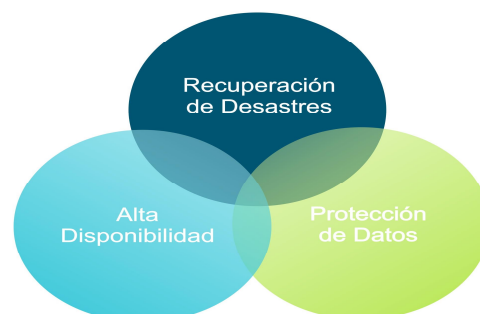 Recuperación
de Desastres
Alta
Disponibilidad
Protección
de Datos